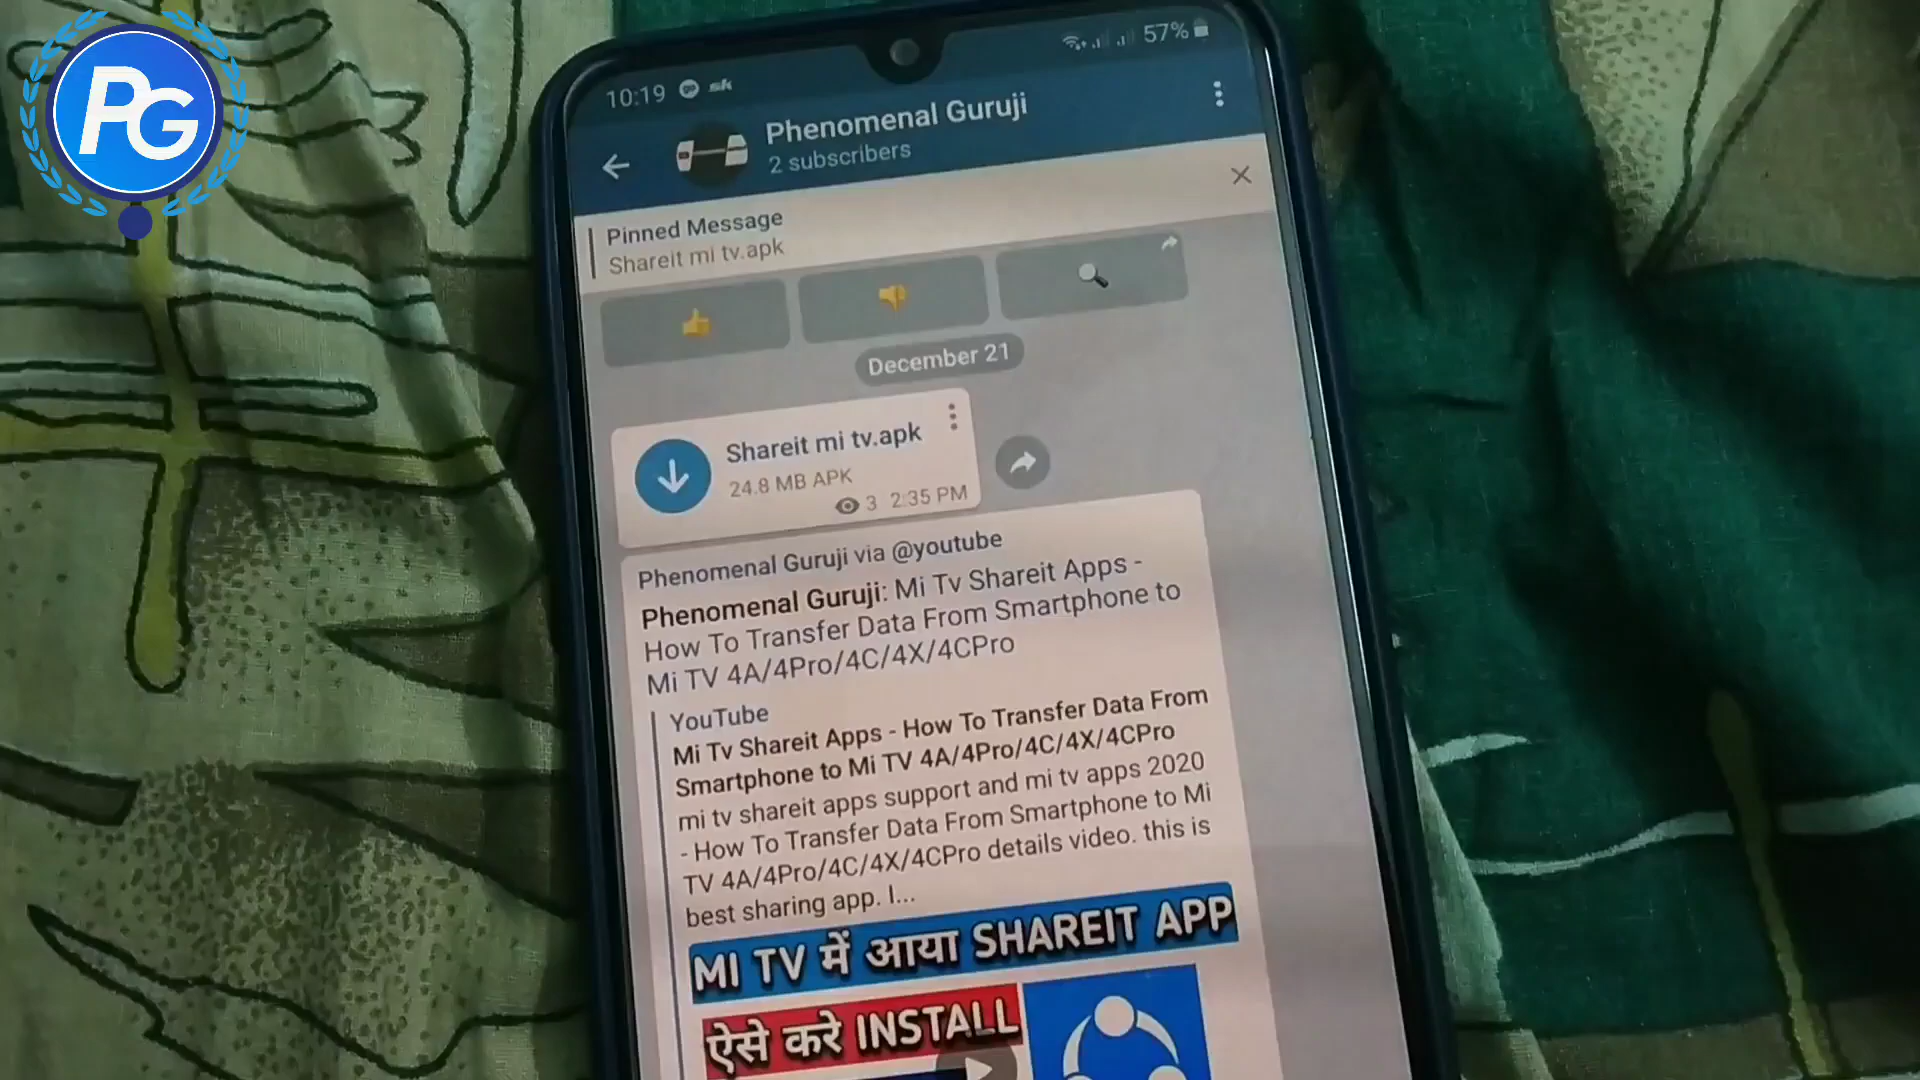 PG
10:19 sk 57%
Phenomenal Guruji
2 subscribers
Pinned Message
Shareit mi tv.apk
December 21
Shareit mi tv.apk
24.8 MB APK
3 2:35 PM
Phenomenal Guruji via @youtube
Phenomenal Guruji: Mi Tv Shareit Apps -
How To Transfer Data From Smartphone to
Mi TV 4A/4Pro/4C/4X/4CPro
YouTube
Mi Tv Shareit Apps - How To Transfer Data From
Smartphone to Mi TV 4A/4Pro/4C/4X/4CPro
mi tv shareit apps support and mi tv apps 2020
- How To Transfer Data From Smartphone to Mi
TV 4A/4Pro/4C/4X/4CPro details video. this is
best sharing app. I...
MI TV में आया SHAREIT APP
ऐसे करे INSTALL